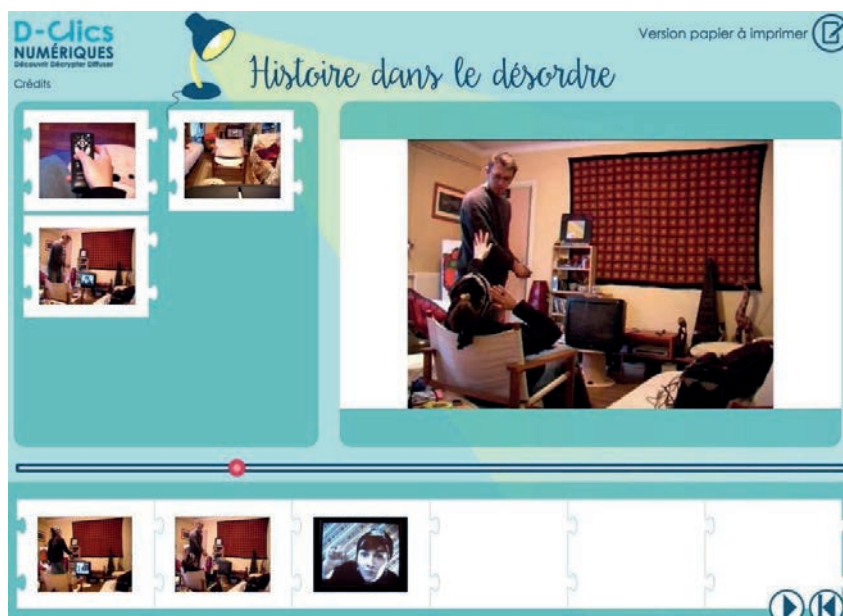 D-Clics
NUMÉRIQUES
Découvrir Décrypter Diffuser
Crédits
Histoire dans le désordre
Version papier à imprimer